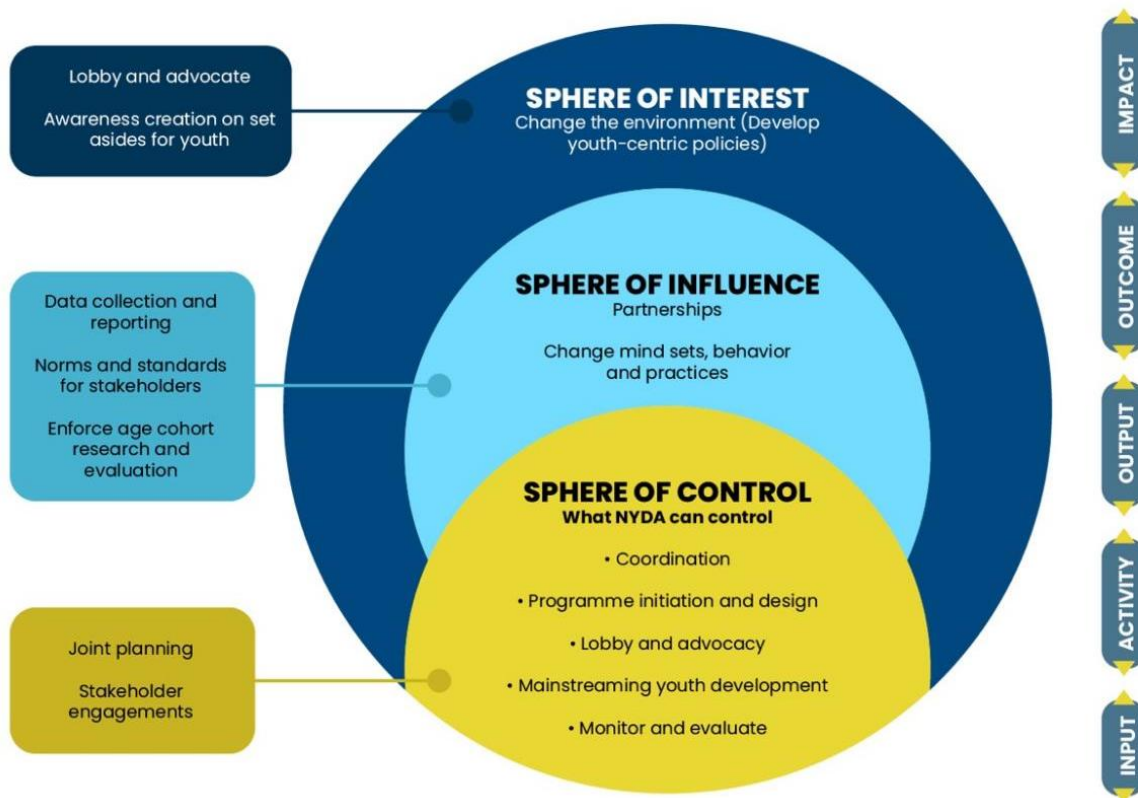 Lobby and advocate
Awareness creation on set
asides for youth
SPHERE OF INTEREST
Change the environment (Develop
youth-centric policies)
Data collection and
reporting
Norms and standards
for stakeholders
Enforce age cohort
research and
evaluation
SPHERE OF INFLUENCE
Partnerships
Change mind sets, behavior
and practices
Joint planning
Stakeholder
engagements
SPHERE OF CONTROL
What NYDA can control
• Coordination
• Programme initiation and design
• Lobby and advocacy
• Mainstreaming youth development
• Monitor and evaluate
IMPACT
OUTCOME
OUTPUT
ACTIVITY
INPUT